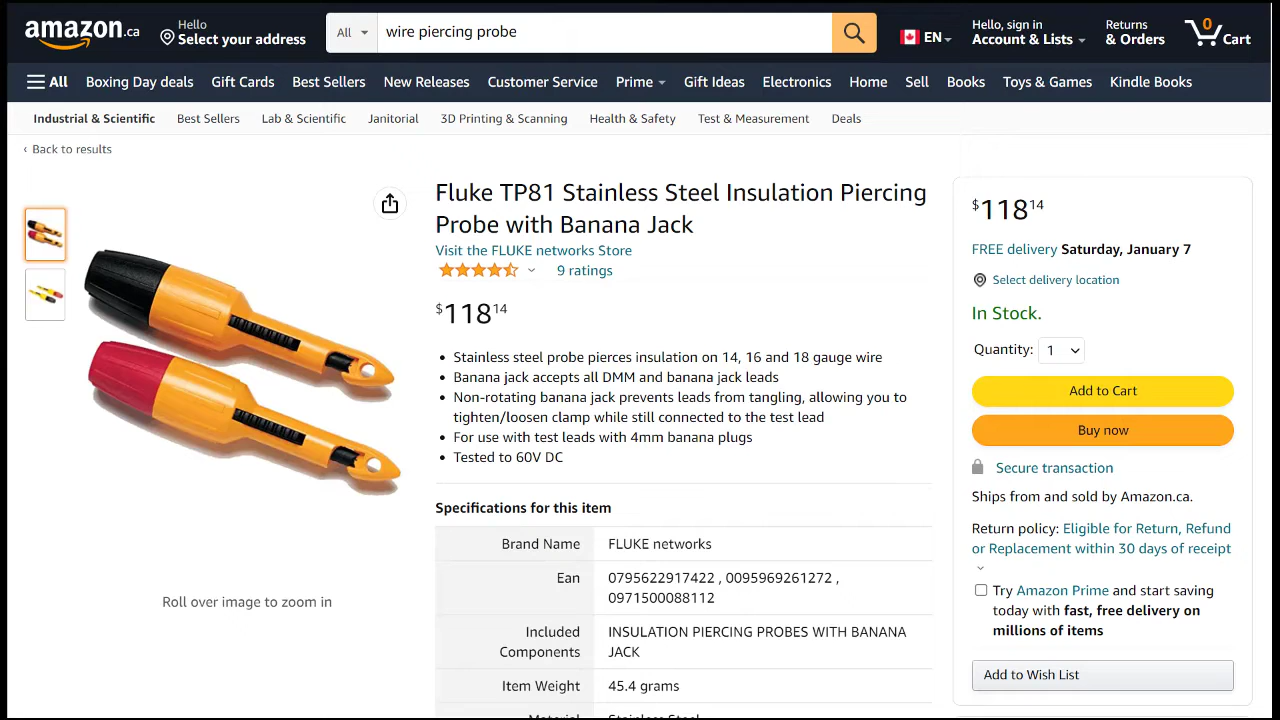 amazon.ca
Hello
Select your address
All
wire piercing probe
EN
Hello, sign in
Account & Lists
Returns
& Orders
0
Cart
All
Boxing Day deals
Gift Cards
Best Sellers
New Releases
Customer Service
Prime
Gift Ideas
Electronics
Home
Sell
Books
Toys & Games
Kindle Books
Industrial & Scientific
Best Sellers
Lab & Scientific
Janitorial
3D Printing & Scanning
Health & Safety
Test & Measurement
Deals
‹ Back to results
Roll over image to zoom in
Fluke TP81 Stainless Steel Insulation Piercing
Probe with Banana Jack
Visit the FLUKE networks Store
9 ratings
$118 14
• Stainless steel probe pierces insulation on 14, 16 and 18 gauge wire
• Banana jack accepts all DMM and banana jack leads
• Non-rotating banana jack prevents leads from tangling, allowing you to
tighten/loosen clamp while still connected to the test lead
• For use with test leads with 4mm banana plugs
• Tested to 60V DC
Specifications for this item
Brand Name FLUKE networks
Ean 0795622917422 , 0095969261272 ,
0971500088112
Included INSULATION PIERCING PROBES WITH BANANA
Components JACK
Item Weight 45.4 grams
Material Stainless Steel
$118 14
FREE delivery Saturday, January 7
Select delivery location
In Stock.
Quantity: 1
Add to Cart
Buy now
Secure transaction
Ships from and sold by Amazon.ca.
Return policy: Eligible for Return, Refund
or Replacement within 30 days of receipt
Try Amazon Prime and start saving
today with fast, free delivery on
millions of items
Add to Wish List